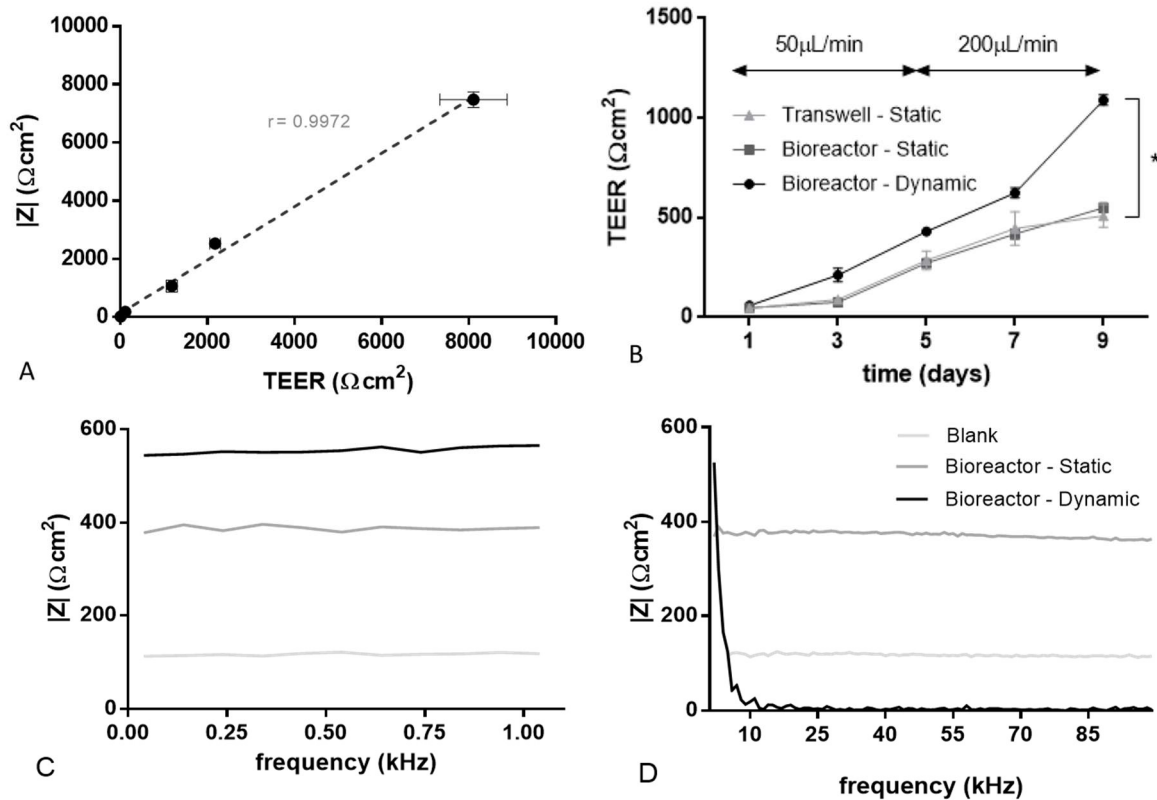 10000
8000
6000
4000
2000
0
|Z| (Ωcm²)
r= 0.9972
0 2000 4000 6000 8000 10000
TEER (Ωcm²)
A
1500
1000
500
0
TEER (Ωcm²)
50μL/min 200μL/min
Transwell - Static
Bioreactor - Static
Bioreactor - Dynamic
*
1 3 5 7 9
time (days)
B
600
400
200
0
|Z| (Ωcm²)
0.00 0.25 0.50 0.75 1.00
frequency (kHz)
C
600
400
200
0
|Z| (Ωcm²)
Blank
Bioreactor - Static
Bioreactor - Dynamic
10 25 40 55 70 85
frequency (kHz)
D